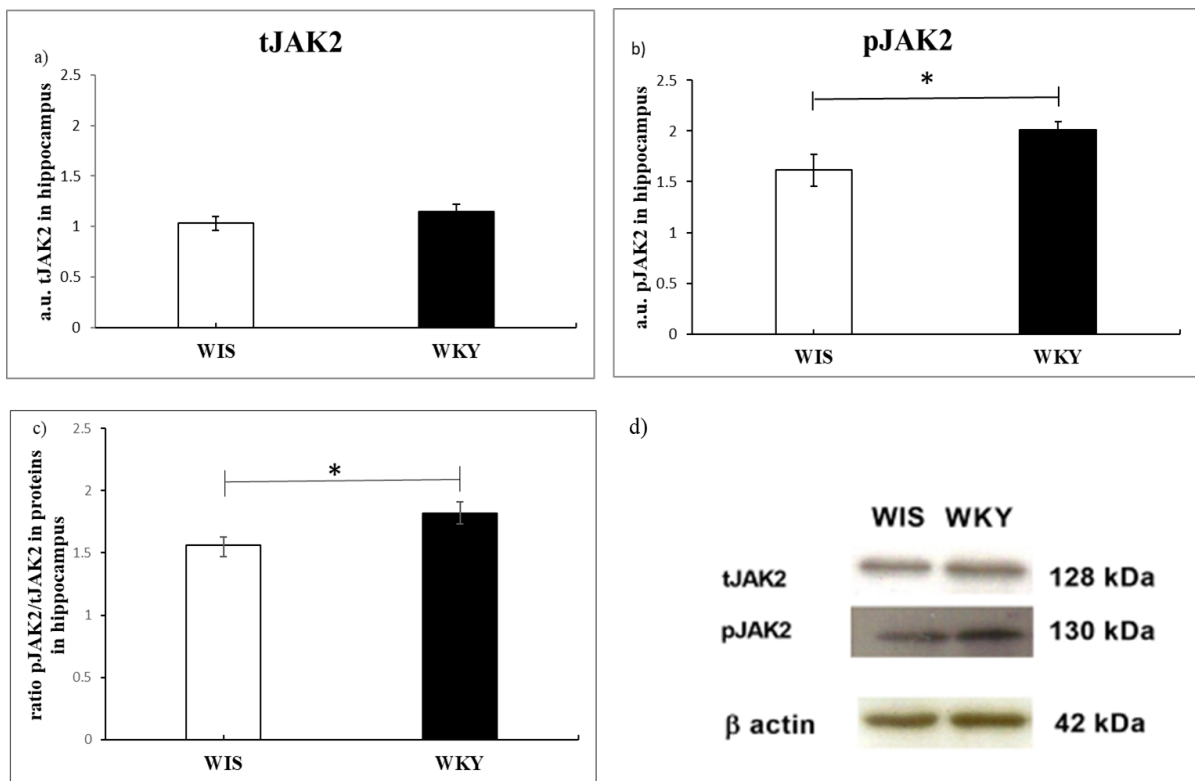 a)
tJAK2
a.u. tJAK2 in hippocampus
2.5
2
1.5
1
0.5
0
WIS WKY
b)
pJAK2
a.u. pJAK2 in hippocampus
2.5
2
1.5
1
0.5
0
*
WIS WKY
c)
ratio pJAK2/tJAK2 in proteins
in hippocampus
2.5
2
1.5
1
0.5
0
*
WIS WKY
d)
WIS WKY
tJAK2 128 kDa
pJAK2 130 kDa
β actin 42 kDa